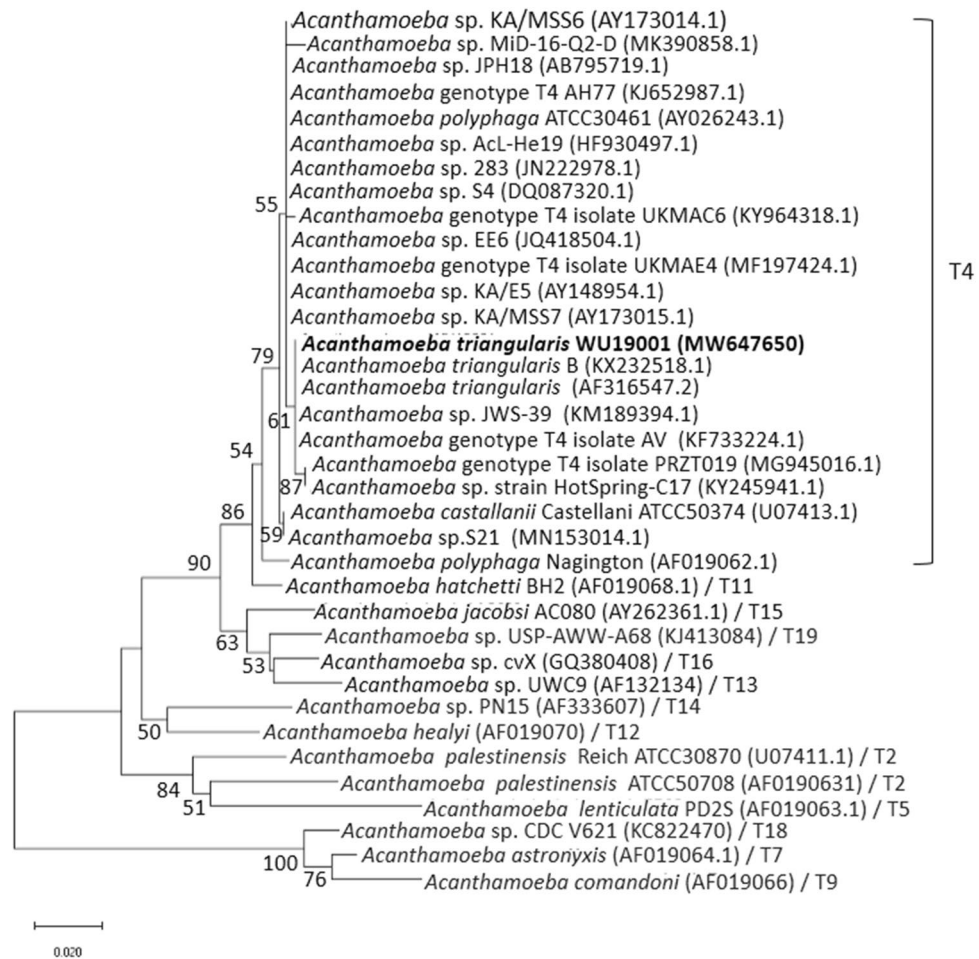 Acanthamoeba sp. KA/MSS6 (AY173014.1)
Acanthamoeba sp. MiD-16-Q2-D (MK390858.1)
Acanthamoeba sp. JPH18 (AB795719.1)
Acanthamoeba genotype T4 AH77 (KJ652987.1)
Acanthamoeba polyphaga ATCC30461 (AY026243.1)
Acanthamoeba sp. AcL-He19 (HF930497.1)
Acanthamoeba sp. 283 (JN222978.1)
Acanthamoeba sp. S4 (DQ087320.1)
55
Acanthamoeba genotype T4 isolate UKMAC6 (KY964318.1)
Acanthamoeba sp. EE6 (JQ418504.1)
Acanthamoeba genotype T4 isolate UKMAE4 (MF197424.1)
T4
Acanthamoeba sp. KA/E5 (AY148954.1)
Acanthamoeba sp. KA/MSS7 (AY173015.1)
Acanthamoeba triangularis WU19001 (MW647650)
79
Acanthamoeba triangularis B (KX232518.1)
Acanthamoeba triangularis (AF316547.2)
Acanthamoeba sp. JWS-39 (KM189394.1)
61
Acanthamoeba genotype T4 isolate AV (KF733224.1)
54
Acanthamoeba genotype T4 isolate PRZT019 (MG945016.1)
87
Acanthamoeba sp. strain HotSpring-C17 (KY245941.1)
86
Acanthamoeba castallanii Castellani ATCC50374 (U07413.1)
59
Acanthamoeba sp.S21 (MN153014.1)
90
Acanthamoeba polyphaga Nagington (AF019062.1)
Acanthamoeba hatchetti BH2 (AF019068.1) / T11
Acanthamoeba jacobsi AC080 (AY262361.1) / T15
63
Acanthamoeba sp. USP-AWW-A68 (KJ413084) / T19
53
Acanthamoeba sp. cvX (GQ380408) / T16
Acanthamoeba sp. UWC9 (AF132134) / T13
Acanthamoeba sp. PN15 (AF333607) / T14
50
Acanthamoeba healyi (AF019070) / T12
Acanthamoeba palestinensis Reich ATCC30870 (U07411.1) / T2
84
Acanthamoeba palestinensis ATCC50708 (AF0190631) / T2
51
Acanthamoeba lenticulata PD2S (AF019063.1) / T5
Acanthamoeba sp. CDC V621 (KC822470) / T18
100
Acanthamoeba astronyxis (AF019064.1) / T7
76
Acanthamoeba comandoni (AF019066) / T9
0.020